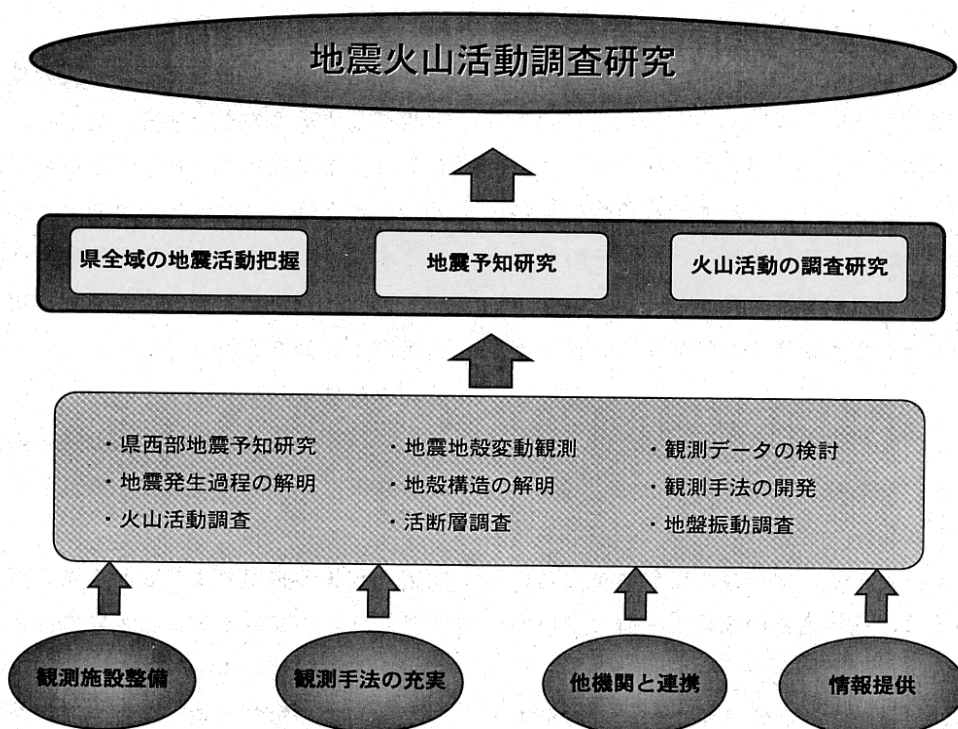 地震火山活動調査研究
県全域の地震活動把握
地震予知研究
火山活動の調査研究
・県西部地震予知研究
・地震地殻変動観測
・観測データの検討
・地震発生過程の解明
・地殻構造の解明
・観測手法の開発
・火山活動調査
・活断層調査
・地盤振動調査
観測施設整備
観測手法の充実
他機関と連携
情報提供